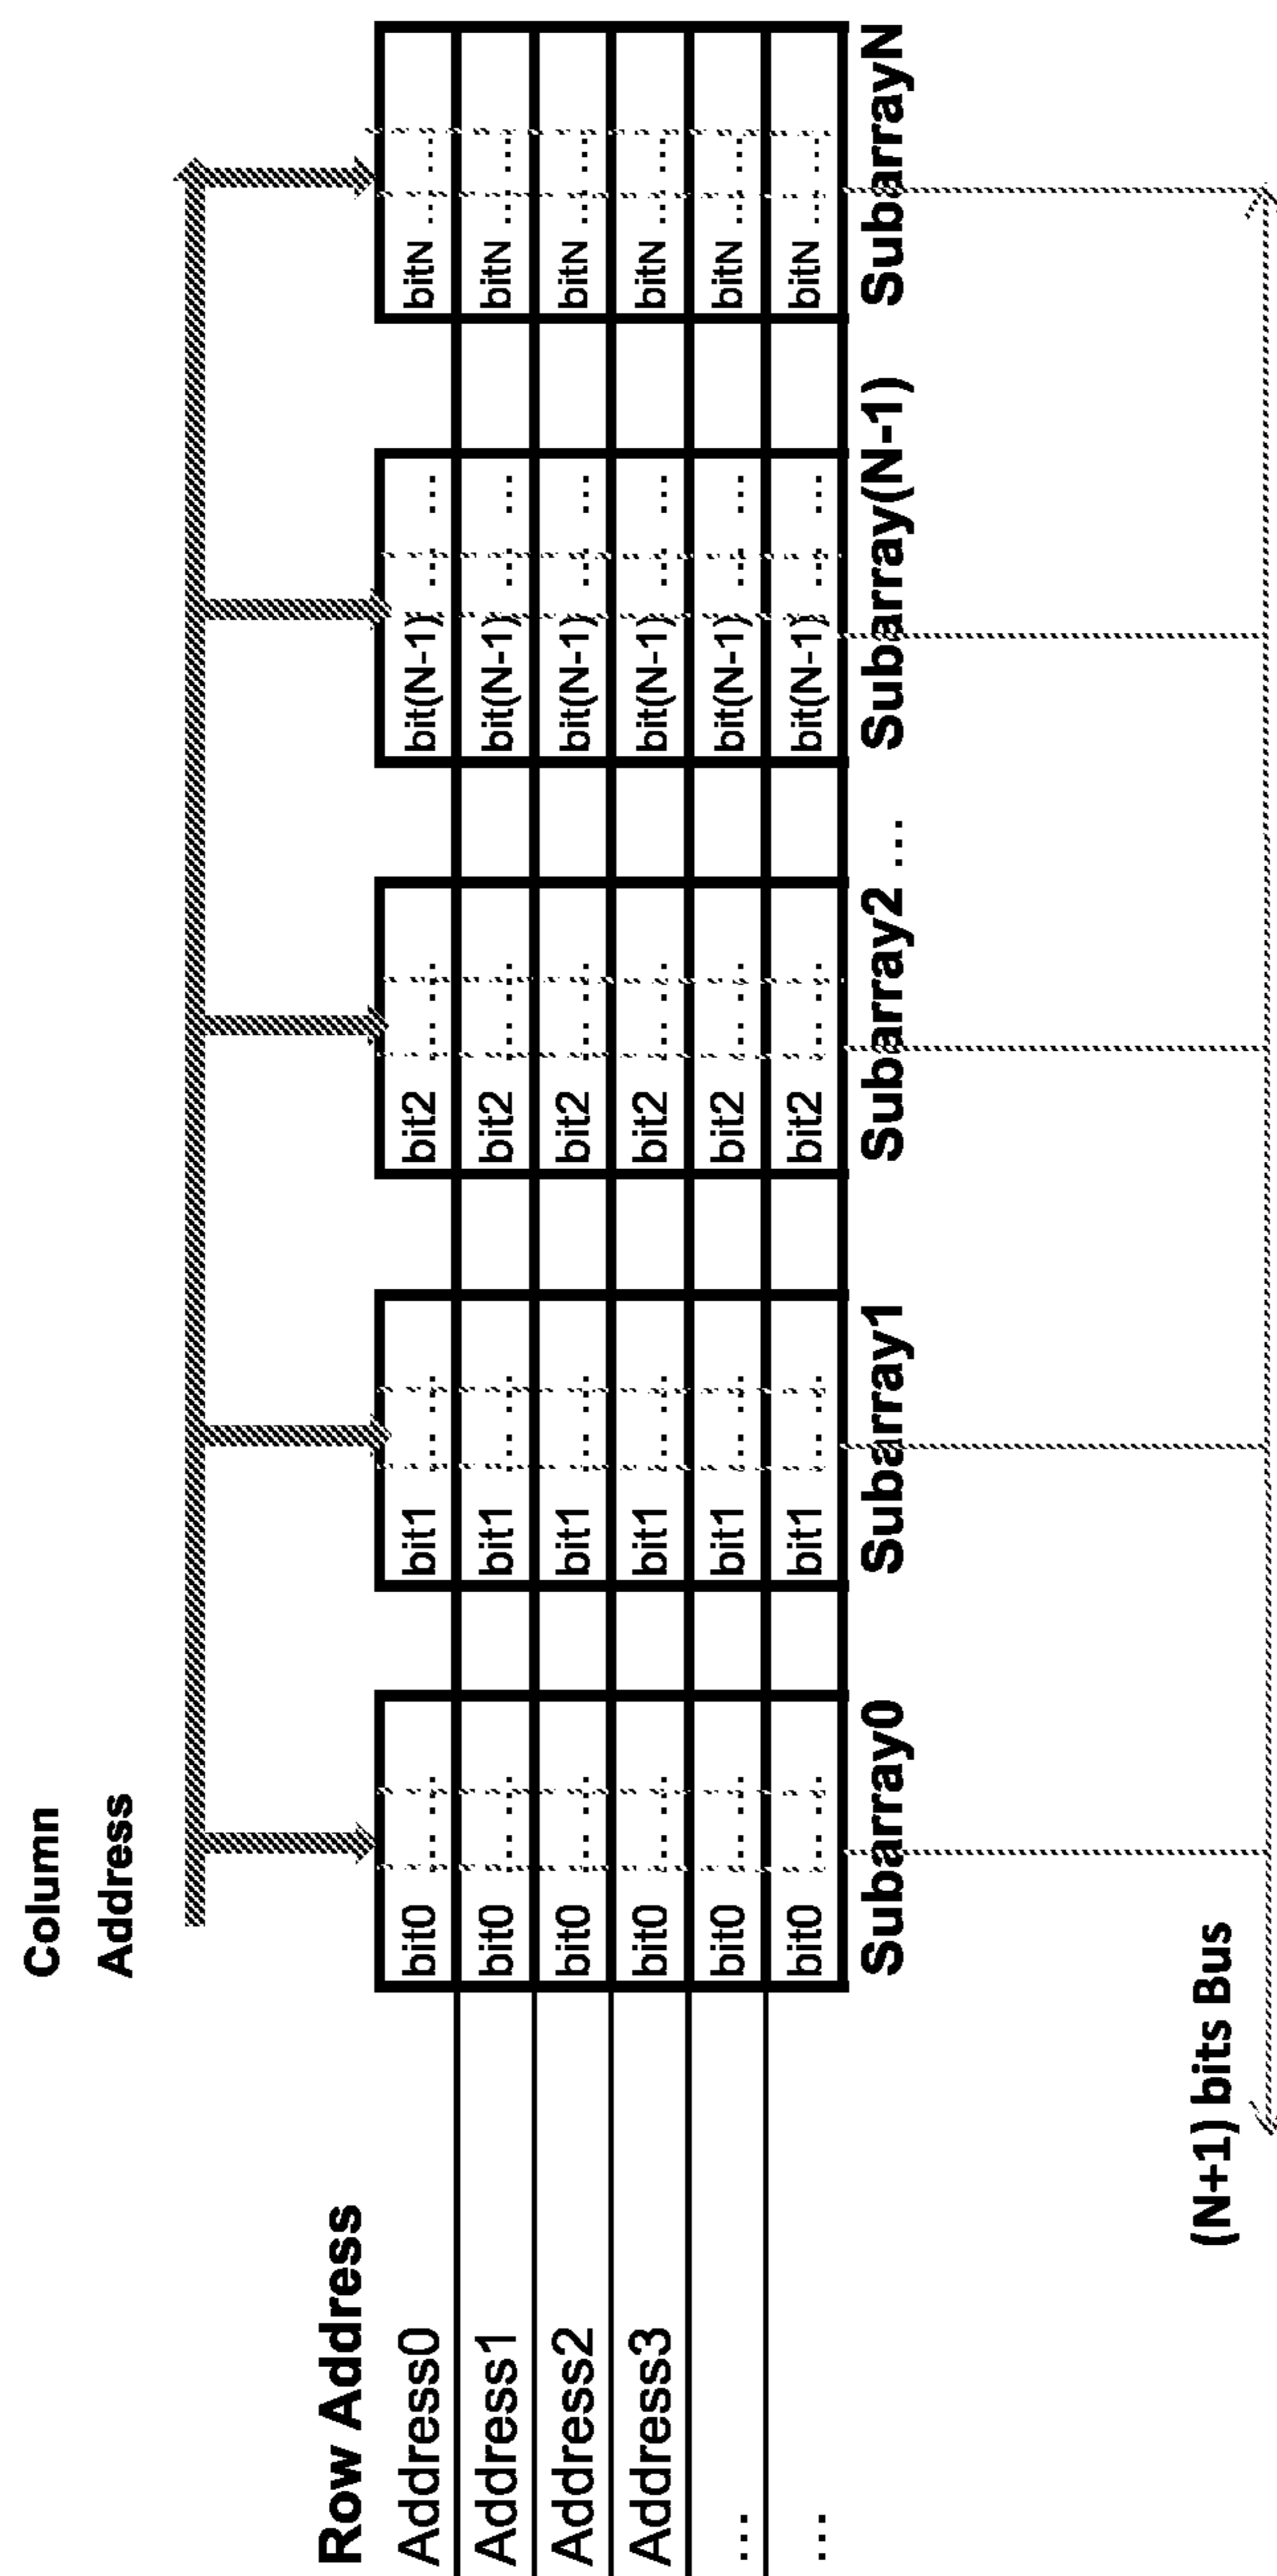 Column
Address
Row Address
Address0 bit0 ... ... bit1 ... ... bit2 ... ... bit(N-1) ... ... bitN ... ...
Address1 bit0 ... ... bit1 ... ... bit2 ... ... bit(N-1) ... ... bitN ... ...
Address2 bit0 ... ... bit1 ... ... bit2 ... ... bit(N-1) ... ... bitN ... ...
Address3 bit0 ... ... bit1 ... ... bit2 ... ... bit(N-1) ... ... bitN ... ...
... bit0 ... ... bit1 ... ... bit2 ... ... bit(N-1) ... ... bitN ... ...
... bit0 ... ... bit1 ... ... bit2 ... ... bit(N-1) ... ... bitN ... ...
Subarray0 Subarray1 Subarray2 ... Subarray(N-1) SubarrayN
(N+1) bits Bus